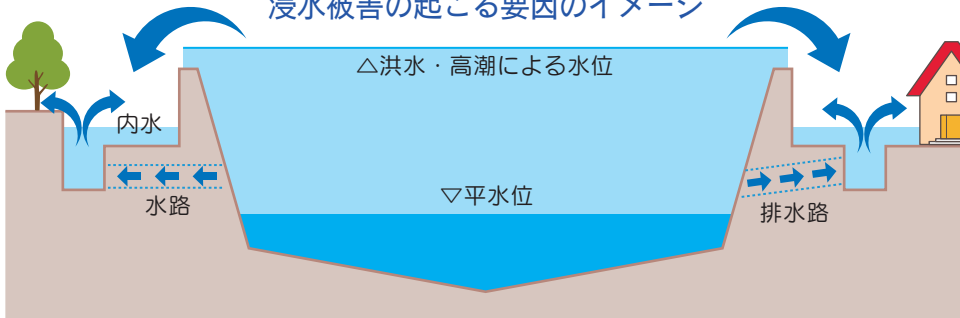 浸水被害の起こる要因のイメージ
△洪水・高潮による水位
内水
▽平水位
水路
排水路